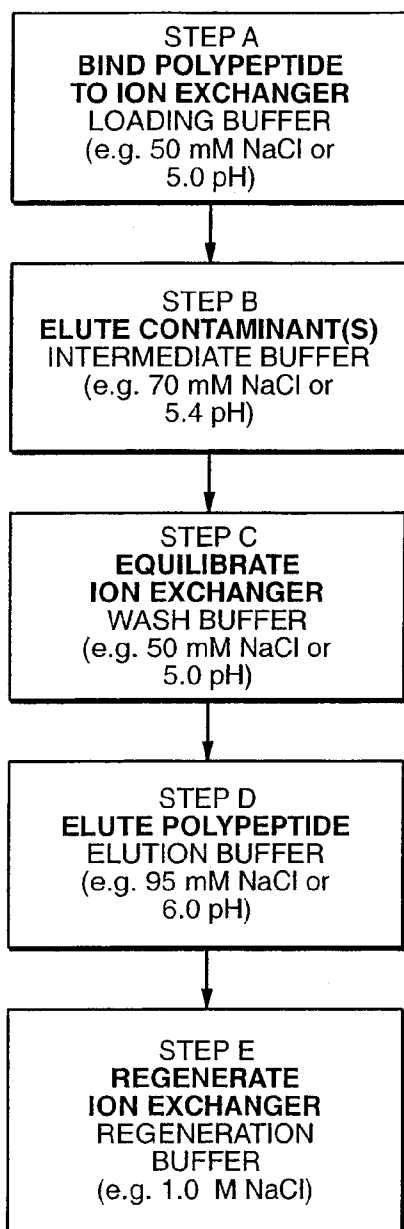 STEP A
BIND POLYPEPTIDE
TO ION EXCHANGER
LOADING BUFFER
(e.g. 50 mM NaCl or
5.0 pH)
STEP B
ELUTE CONTAMINANT(S)
INTERMEDIATE BUFFER
(e.g. 70 mM NaCl or
5.4 pH)
STEP C
EQUILIBRATE
ION EXCHANGER
WASH BUFFER
(e.g. 50 mM NaCl or
5.0 pH)
STEP D
ELUTE POLYPEPTIDE
ELUTION BUFFER
(e.g. 95 mM NaCl or
6.0 pH)
STEP E
REGENERATE
ION EXCHANGER
REGENERATION
BUFFER
(e.g. 1.0 M NaCl)